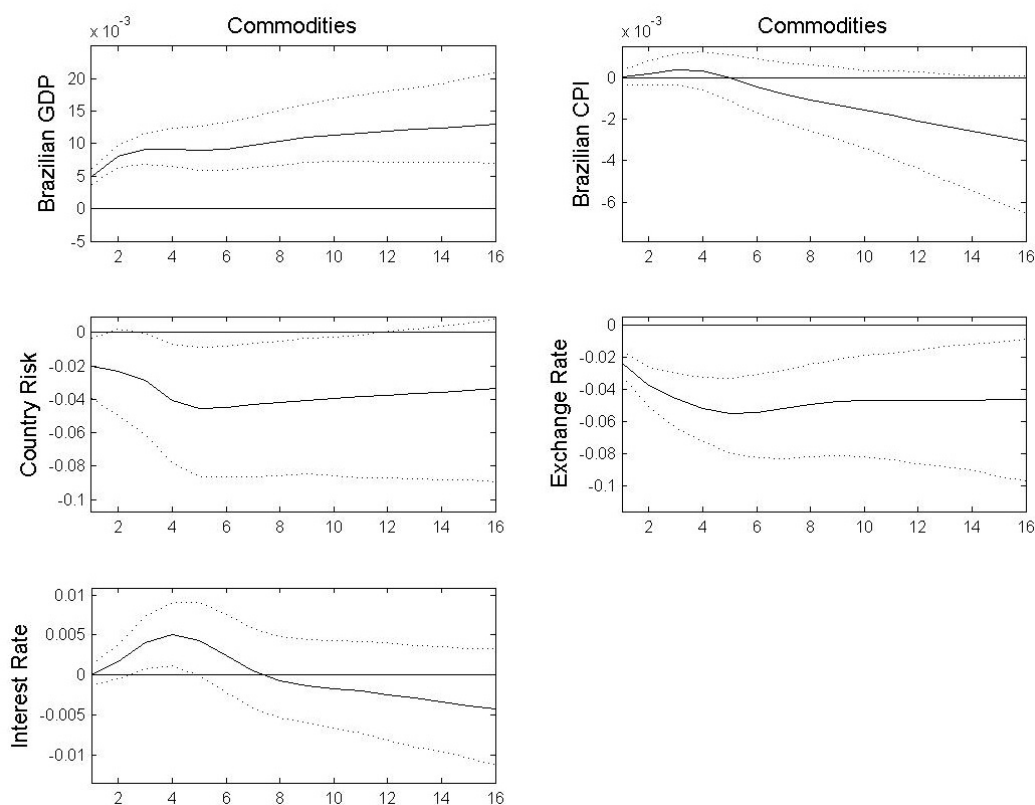 Commodities
x 10-3
Brazilian GDP
20
15
10
5
0
-5
2 4 6 8 10 12 14 16
Commodities
x 10-3
Brazilian CPI
0
-2
-4
-6
2 4 6 8 10 12 14 16
Country Risk
0
-0.02
-0.04
-0.06
-0.08
-0.1
2 4 6 8 10 12 14 16
Exchange Rate
0
-0.02
-0.04
-0.06
-0.08
-0.1
2 4 6 8 10 12 14 16
Interest Rate
0.01
0.005
0
-0.005
-0.01
2 4 6 8 10 12 14 16